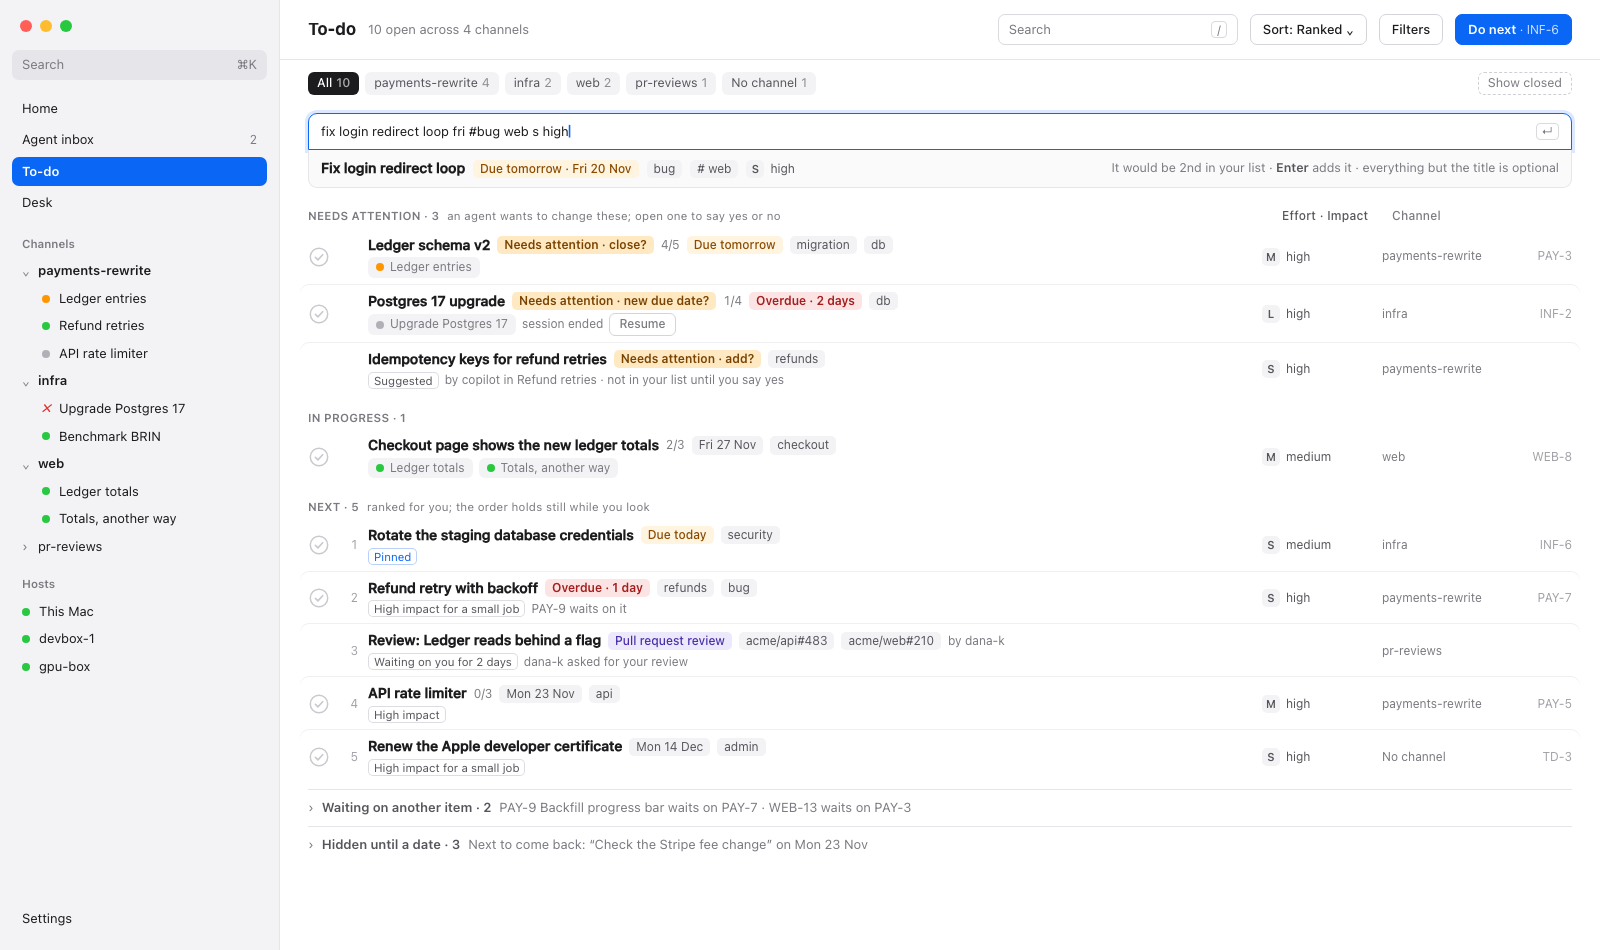 Search ⌘K
Home
Agent inbox 2
To-do
Desk
Channels
payments-rewrite
Ledger entries
Refund retries
API rate limiter
infra
Upgrade Postgres 17
Benchmark BRIN
web
Ledger totals
Totals, another way
pr-reviews
Hosts
This Mac
devbox-1
gpu-box
Settings
To-do 10 open across 4 channels
Search /
Sort: Ranked
Filters
Do next · INF-6
All 10 payments-rewrite 4 infra 2 web 2 pr-reviews 1 No channel 1 Show closed
fix login redirect loop fri #bug web s high
Fix login redirect loop Due tomorrow · Fri 20 Nov bug # web S high It would be 2nd in your list · Enter adds it · everything but the title is optional
NEEDS ATTENTION · 3 an agent wants to change these; open one to say yes or no Effort · Impact Channel
Ledger schema v2 Needs attention · close? 4/5 Due tomorrow migration db
Ledger entries
M high payments-rewrite PAY-3
Postgres 17 upgrade Needs attention · new due date? 1/4 Overdue · 2 days db
Upgrade Postgres 17 session ended Resume
L high infra INF-2
Idempotency keys for refund retries Needs attention · add? refunds
Suggested by copilot in Refund retries · not in your list until you say yes
S high payments-rewrite
IN PROGRESS · 1
Checkout page shows the new ledger totals 2/3 Fri 27 Nov checkout
Ledger totals Totals, another way
M medium web WEB-8
NEXT · 5 ranked for you; the order holds still while you look
1 Rotate the staging database credentials Due today security
Pinned
S medium infra INF-6
2 Refund retry with backoff Overdue · 1 day refunds bug
High impact for a small job PAY-9 waits on it
S high payments-rewrite PAY-7
3 Review: Ledger reads behind a flag Pull request review acme/api#483 acme/web#210 by dana-k
Waiting on you for 2 days dana-k asked for your review
pr-reviews
4 API rate limiter 0/3 Mon 23 Nov api
High impact
M high payments-rewrite PAY-5
5 Renew the Apple developer certificate Mon 14 Dec admin
High impact for a small job
S high No channel TD-3
Waiting on another item · 2 PAY-9 Backfill progress bar waits on PAY-7 · WEB-13 waits on PAY-3
Hidden until a date · 3 Next to come back: “Check the Stripe fee change” on Mon 23 Nov